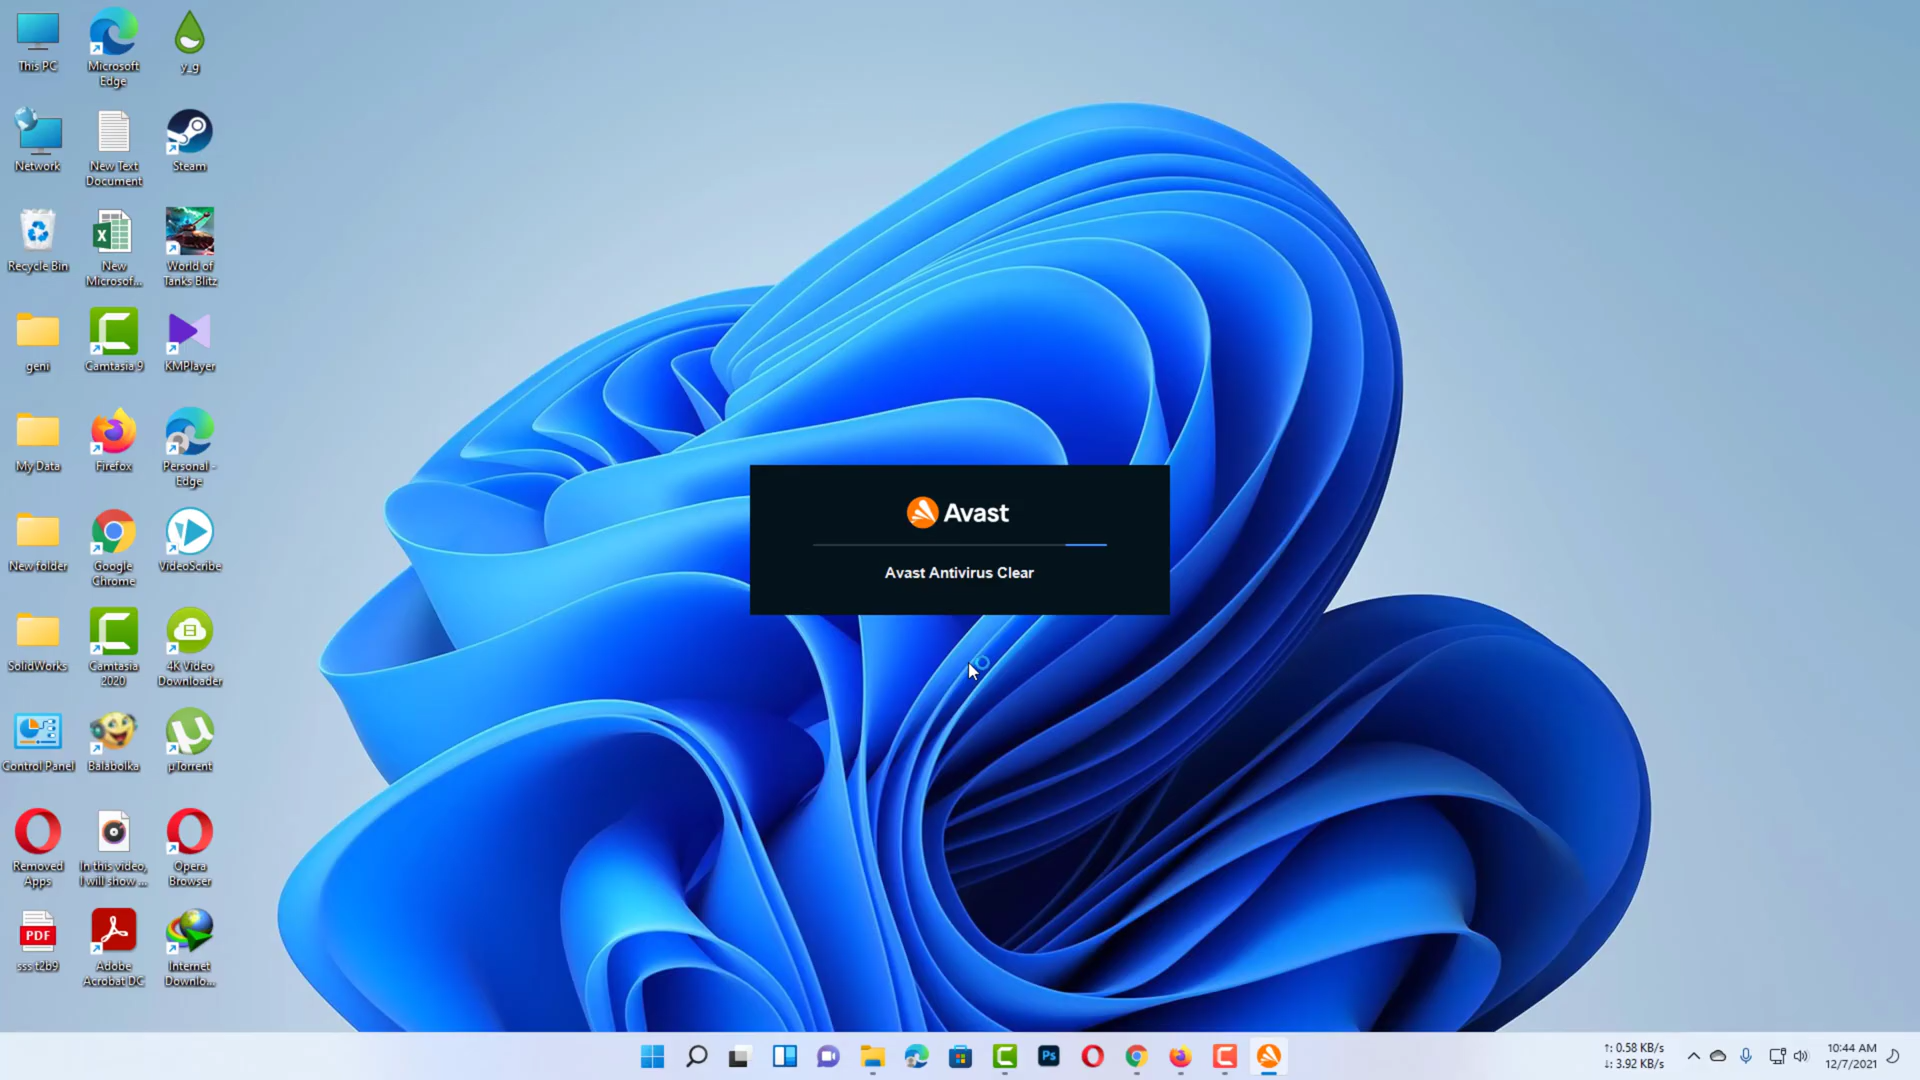 This PC
Microsoft
Edge
y_g
Network
New Text
Document
Steam
Recycle Bin
New
Microsof...
World of
Tanks Blitz
geni
Camtasia 9
KMPlayer
My Data
Firefox
Personal -
Edge
New folder
Google
Chrome
VideoScribe
SolidWorks
Camtasia
2020
4K Video
Downloader
Control Panel
Balabolka
µTorrent
Removed
Apps
In this video,
I will show ...
Opera
Browser
PDF
sss t2b9
Adobe
Acrobat DC
Internet
Downlo...
Avast
Avast Antivirus Clear
Ps
↑: 0.58 KB/s
↓: 3.92 KB/s
10:44 AM
12/7/2021